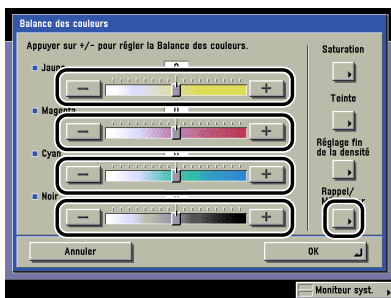 Balance des couleurs
Appuyer sur +/- pour régler la Balance des couleurs.
Jaune
Magenta
Cyan
Noir
Saturation
Teinte
Réglage fin
de la densité
Rappel/
Annuler
OK
Moniteur syst.